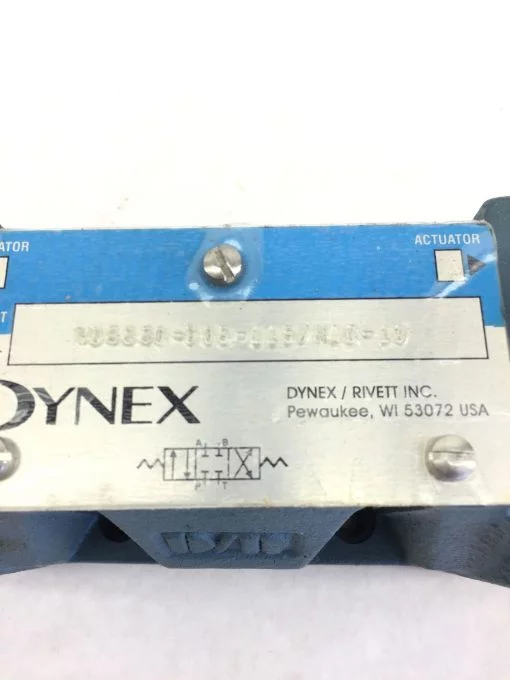 ATOR
ACTUATOR
DYNEX
DYNEX / RIVETT INC.
Pewaukee, WI 53072 USA
A B
P T